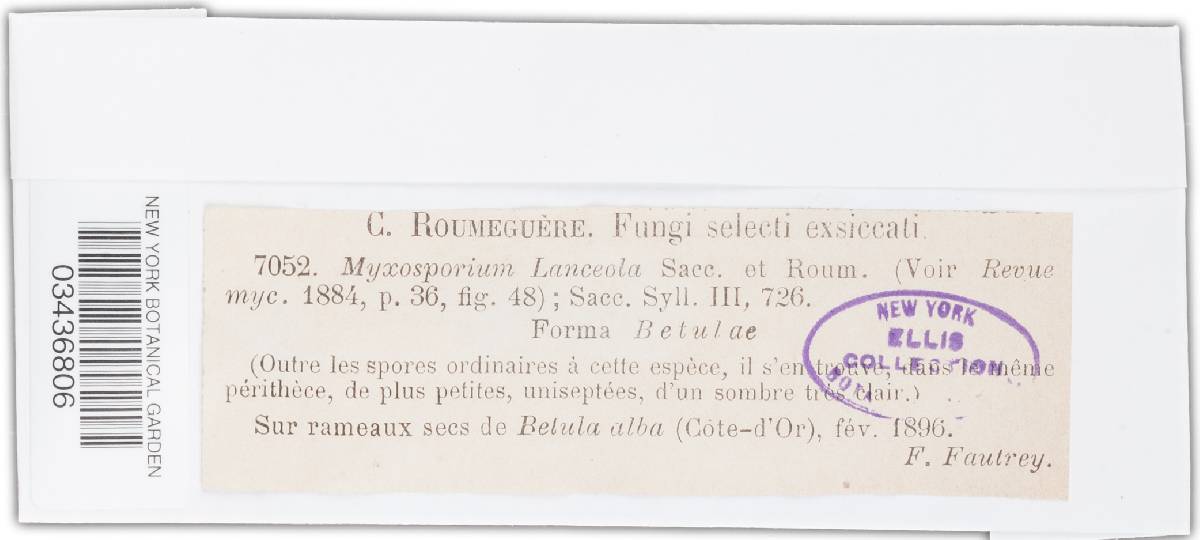 C. ROUMEGUÈRE. Fungi selecti exsiccati.
7052. Myxosporium Lanceola Sacc. et Roum. (Voir Revue
myc. 1884, p. 36, fig. 48) ; Sacc. Syll. III, 726.
Forma Betulae
(Outre les spores ordinaires à cette espèce, il s'en trouve, dans le même
périthèce, de plus petites, uniseptées, d'un sombre très clair.)
Sur rameaux secs de Betula alba (Côte-d'Or), fév. 1896.
F. Fautrey.
NEW YORK
ELLIS
COLLECTION
NEW YORK BOTANICAL GARDEN
03436806